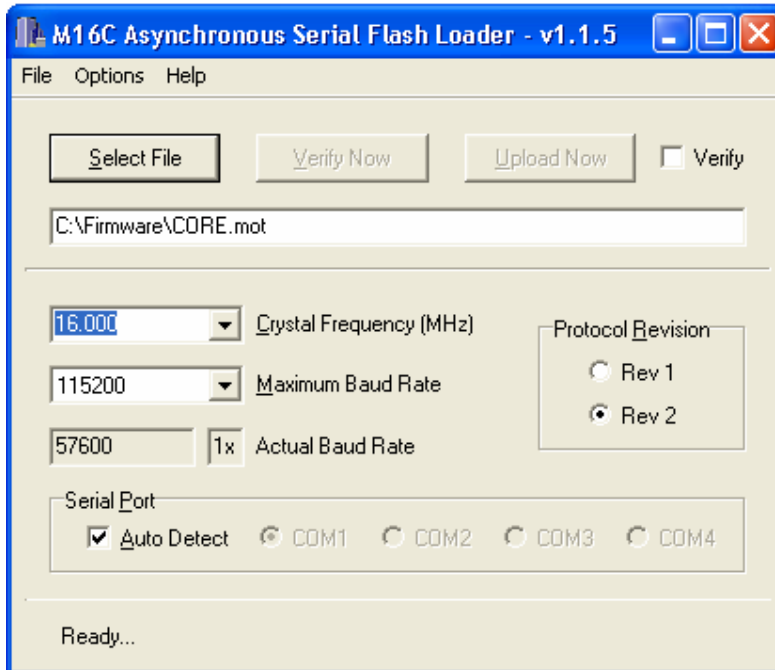 M16C Asynchronous Serial Flash Loader - v1.1.5
File Options Help
Select File Verify Now Upload Now Verify
C:\Firmware\CORE.mot
16.000 Crystal Frequency (MHz)
Protocol Revision
Rev 1
115200 Maximum Baud Rate
Rev 2
57600 1x Actual Baud Rate
Serial Port
Auto Detect COM1 COM2 COM3 COM4
Ready...